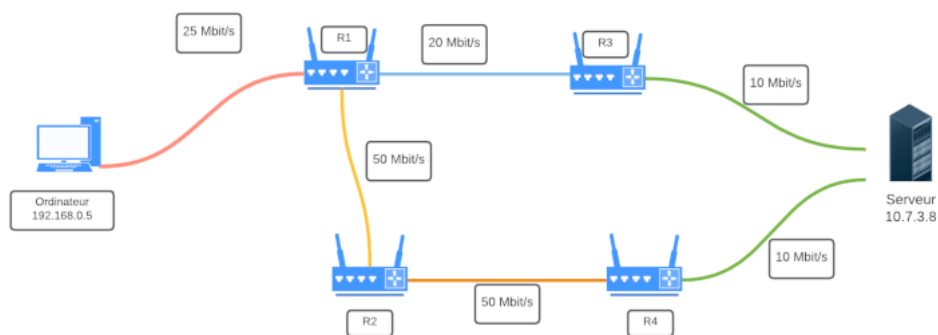 25 Mbit/s
R1
20 Mbit/s
R3
10 Mbit/s
50 Mbit/s
Ordinateur
192.168.0.5
Serveur
10.7.3.8
10 Mbit/s
50 Mbit/s
R2
R4